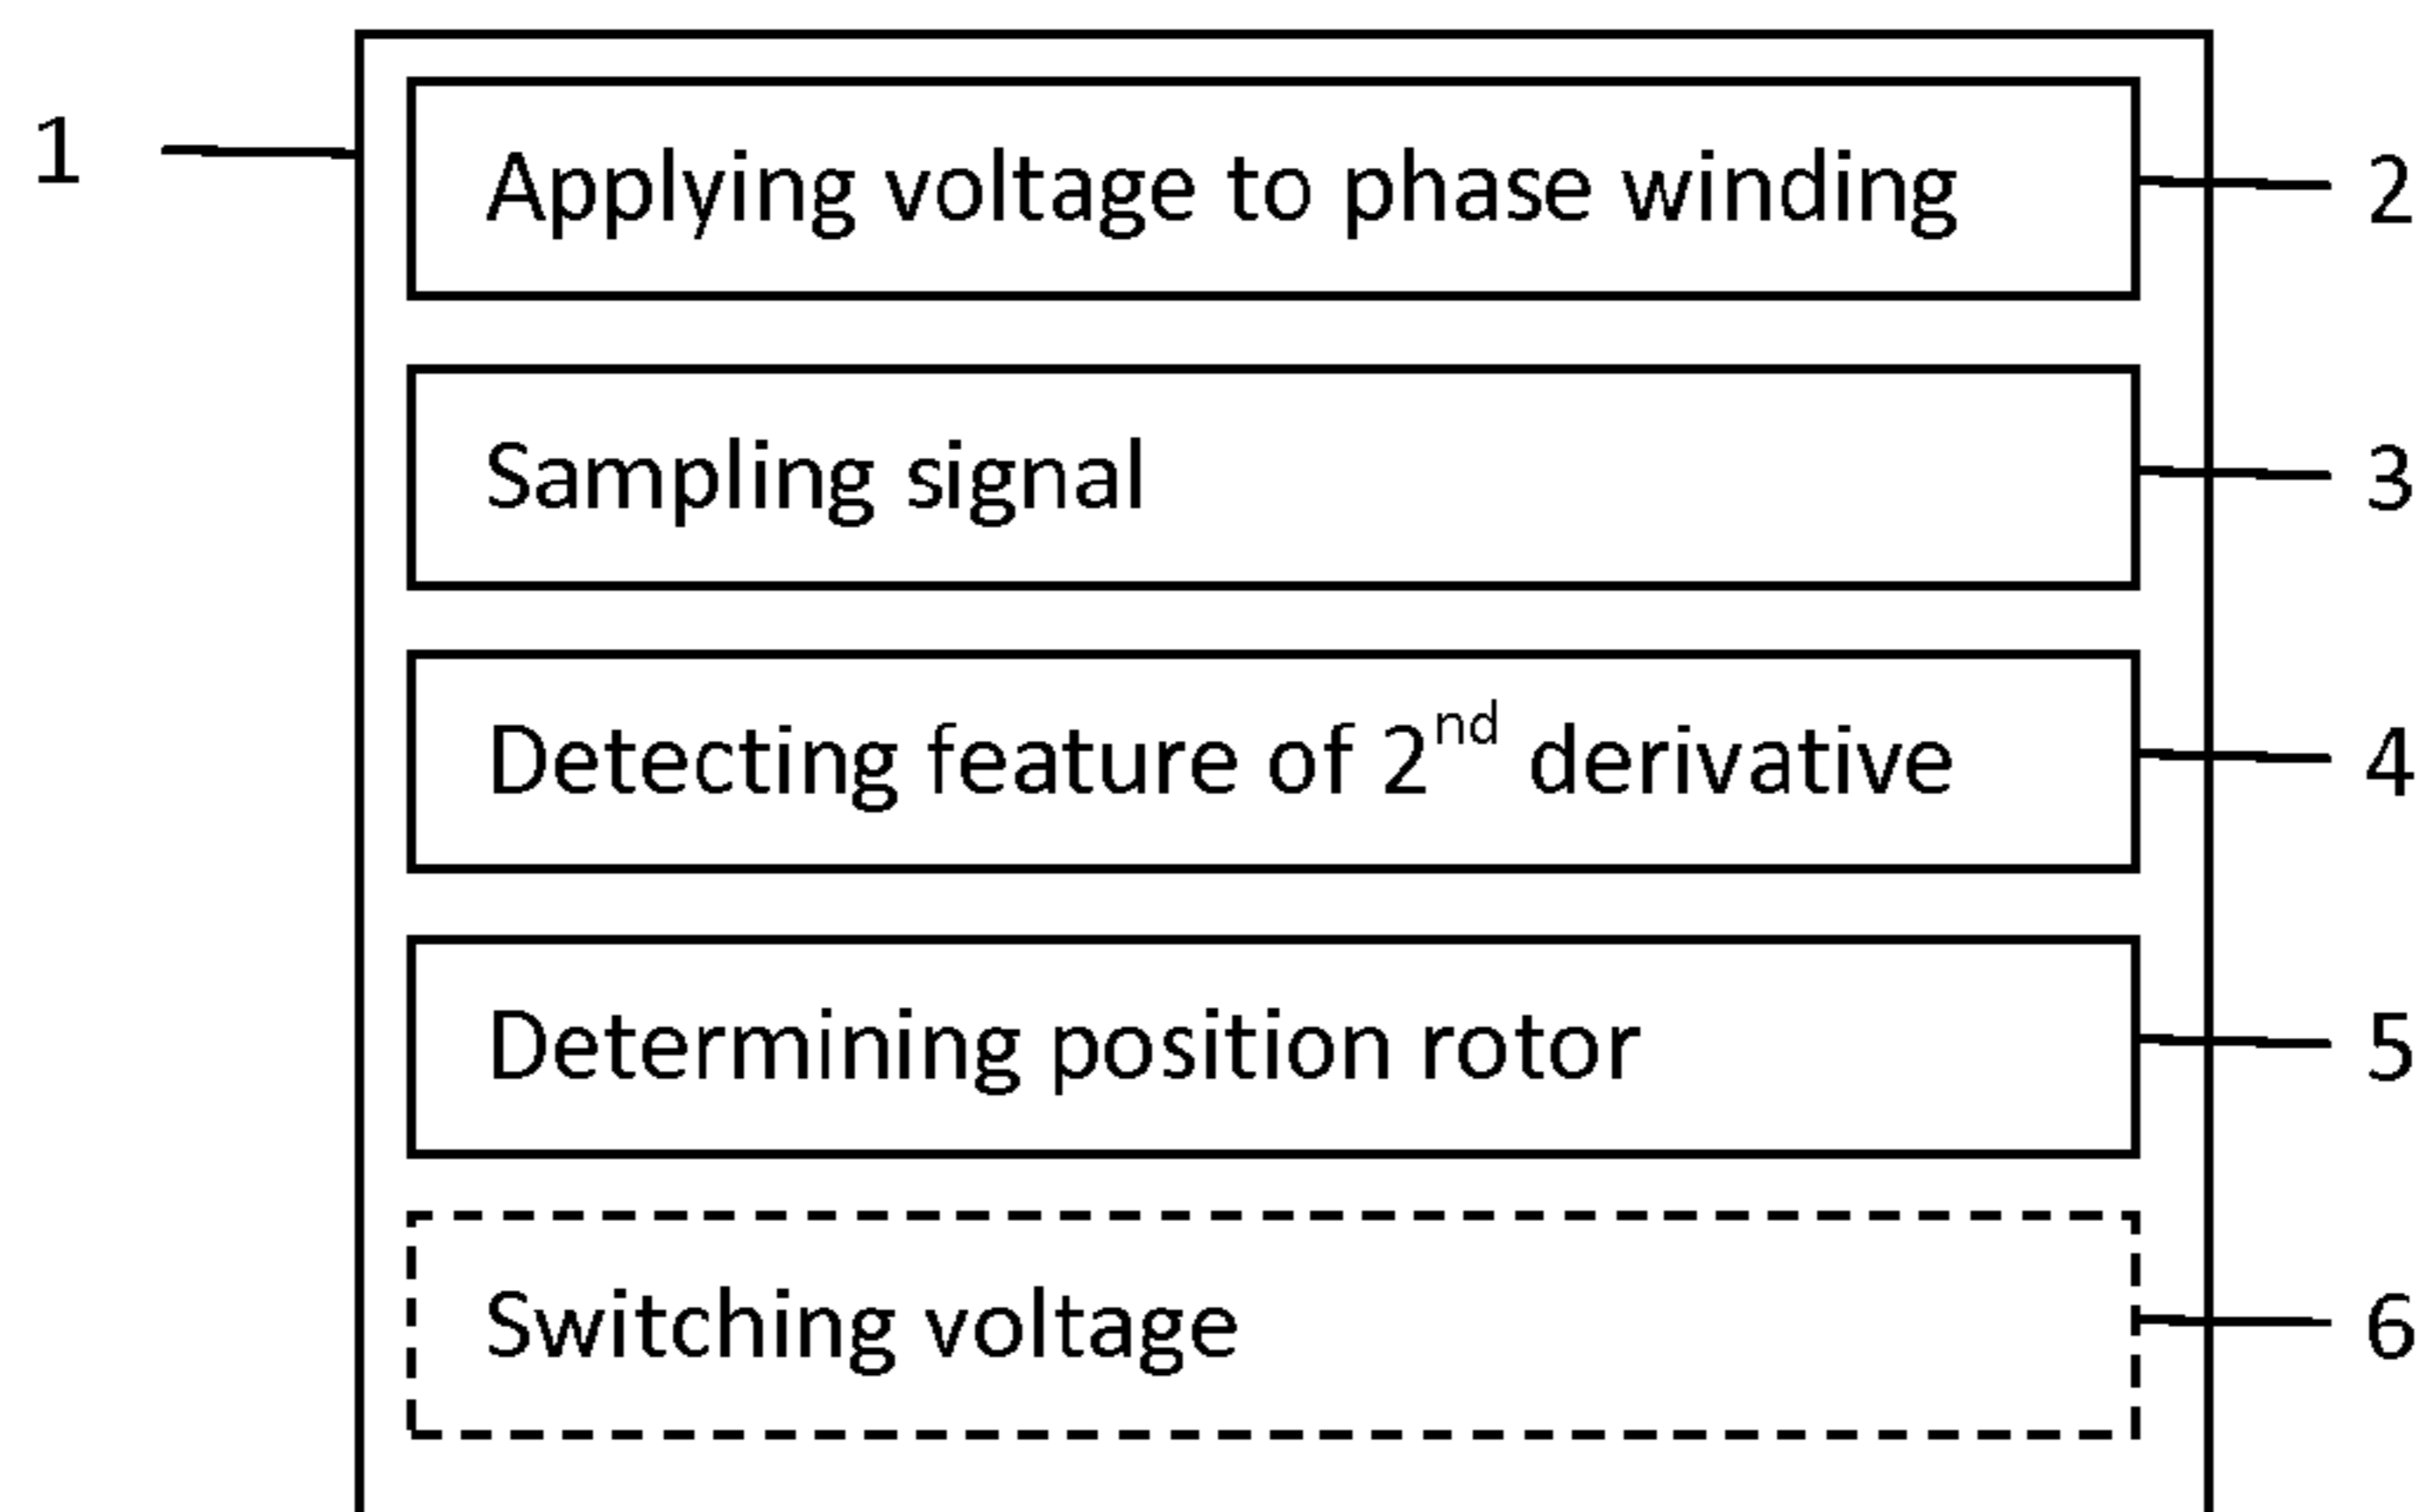 1
Applying voltage to phase winding 2
Sampling signal 3
Detecting feature of 2nd derivative 4
Determining position rotor 5
Switching voltage 6